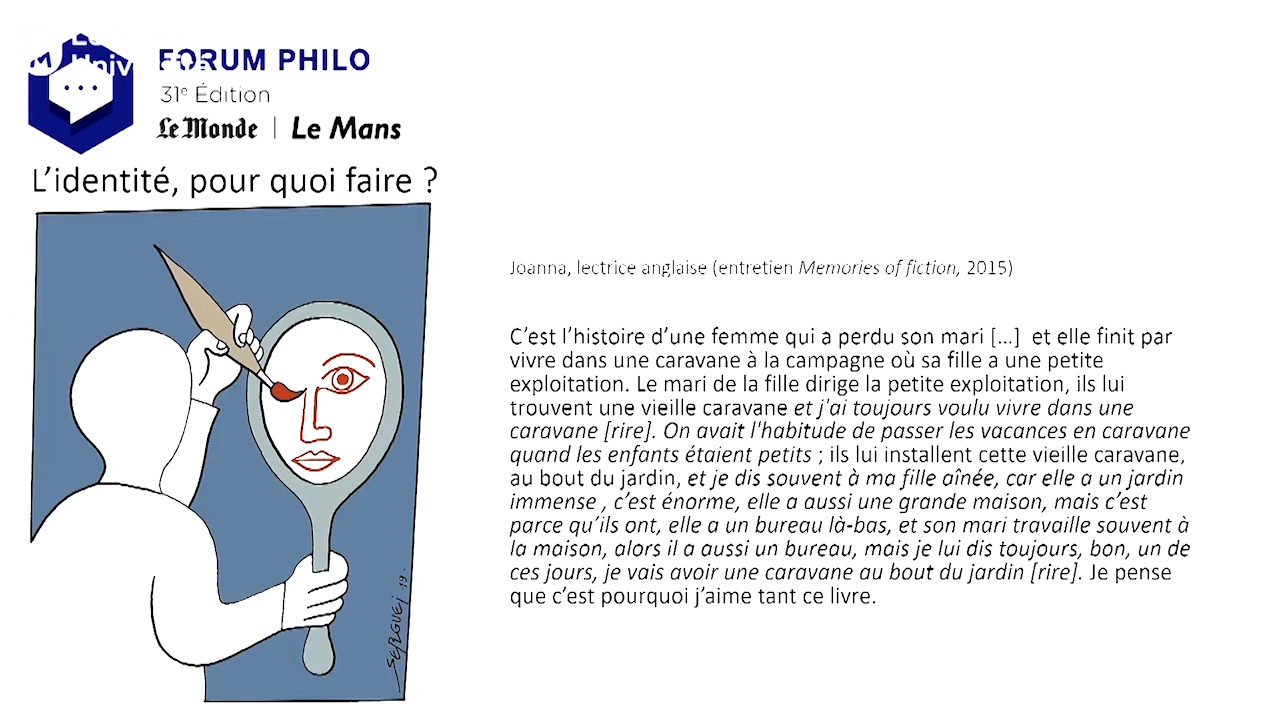 FORUM PHILO
31e Édition
Le Monde | Le Mans
L'identité, pour quoi faire ?
Joanna, lectrice anglaise (entretien Memories of fiction, 2015)
C'est l'histoire d'une femme qui a perdu son mari [...] et elle finit par
vivre dans une caravane à la campagne où sa fille a une petite
exploitation. Le mari de la fille dirige la petite exploitation, ils lui
trouvent une vieille caravane et j'ai toujours voulu vivre dans une
caravane [rire]. On avait l'habitude de passer les vacances en caravane
quand les enfants étaient petits ; ils lui installent cette vieille caravane,
au bout du jardin, et je dis souvent à ma fille aînée, car elle a un jardin
immense , c'est énorme, elle a aussi une grande maison, mais c'est
parce qu'ils ont, elle a un bureau là-bas, et son mari travaille souvent à
la maison, alors il a aussi un bureau, mais je lui dis toujours, bon, un de
ces jours, je vais avoir une caravane au bout du jardin [rire]. Je pense
que c'est pourquoi j'aime tant ce livre.
SERGUEI 19.